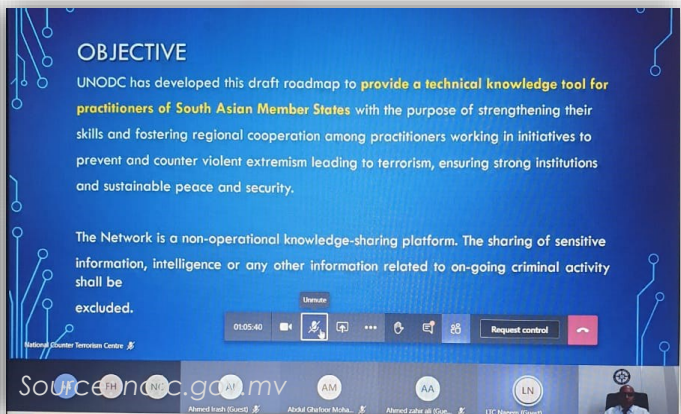 OBJECTIVE
UNODC has developed this draft roadmap to provide a technical knowledge tool for
practitioners of South Asian Member States with the purpose of strengthening their
skills and fostering regional cooperation among practitioners working in initiatives to
prevent and counter violent extremism leading to terrorism, ensuring strong institutions
and sustainable peace and security.
The Network is a non-operational knowledge-sharing platform. The sharing of sensitive
information, intelligence or any other information related to on-going criminal activity
shall be
excluded.
Unmute
01:05:40
Request control
National Counter Terrorism Centre
FH
AM
AA
LN
Ahmed Irash (Guest)
Abdul Ghafoor Moha...
Ahmed zahir ali (Gue...
LTC Naeem (Guest)